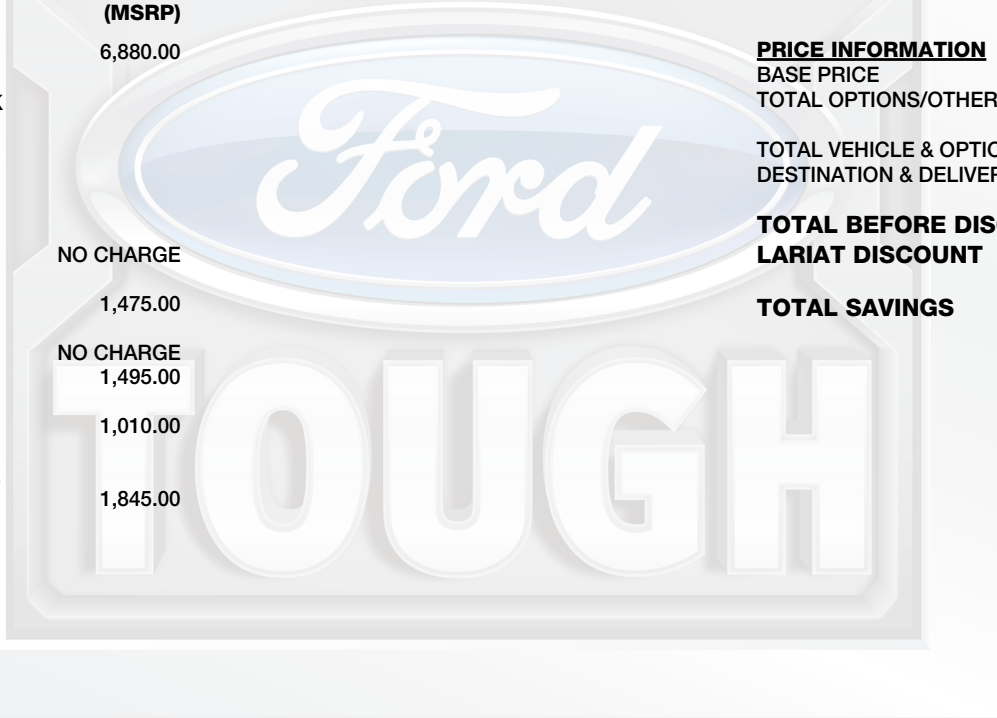 (MSRP)
6,880.00
NO CHARGE
1,475.00
NO CHARGE
1,495.00
1,010.00
1,845.00
PRICE INFORMATION
BASE PRICE
TOTAL OPTIONS/OTHER
TOTAL VEHICLE & OPTIO
DESTINATION & DELIVER
TOTAL BEFORE DISC
LARIAT DISCOUNT
TOTAL SAVINGS
Ford
TOUGH